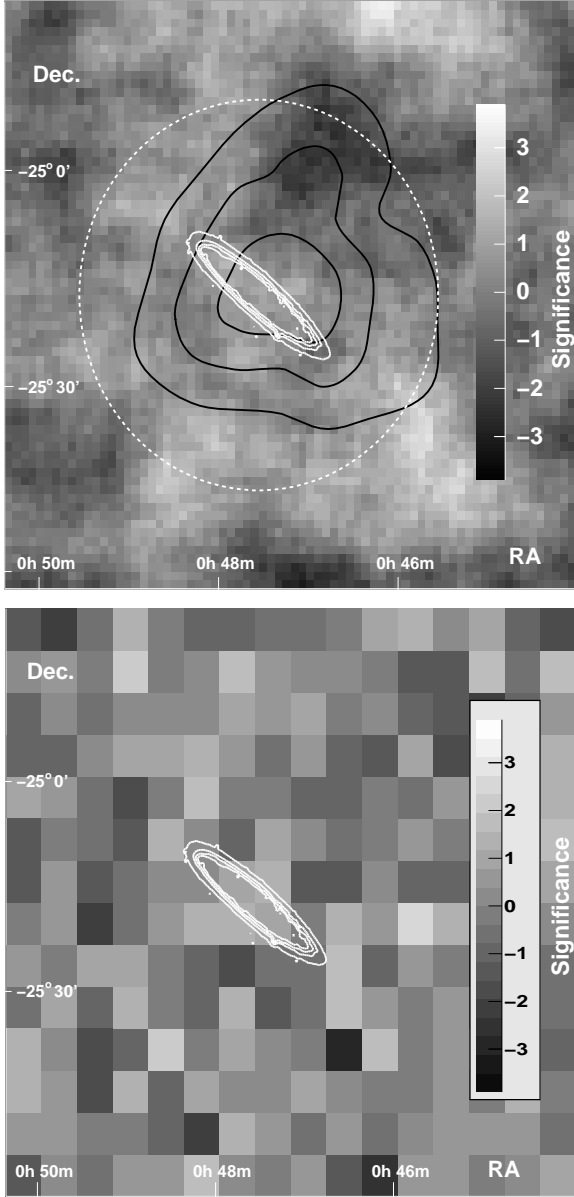 Dec.
−25° 0'
−25° 30'
0h 50m
0h 48m
0h 46m
RA
3
2
1
0
−1
−2
−3
Significance
Dec.
−25° 0'
−25° 30'
0h 50m
0h 48m
0h 46m
RA
3
2
1
0
−1
−2
−3
Significance